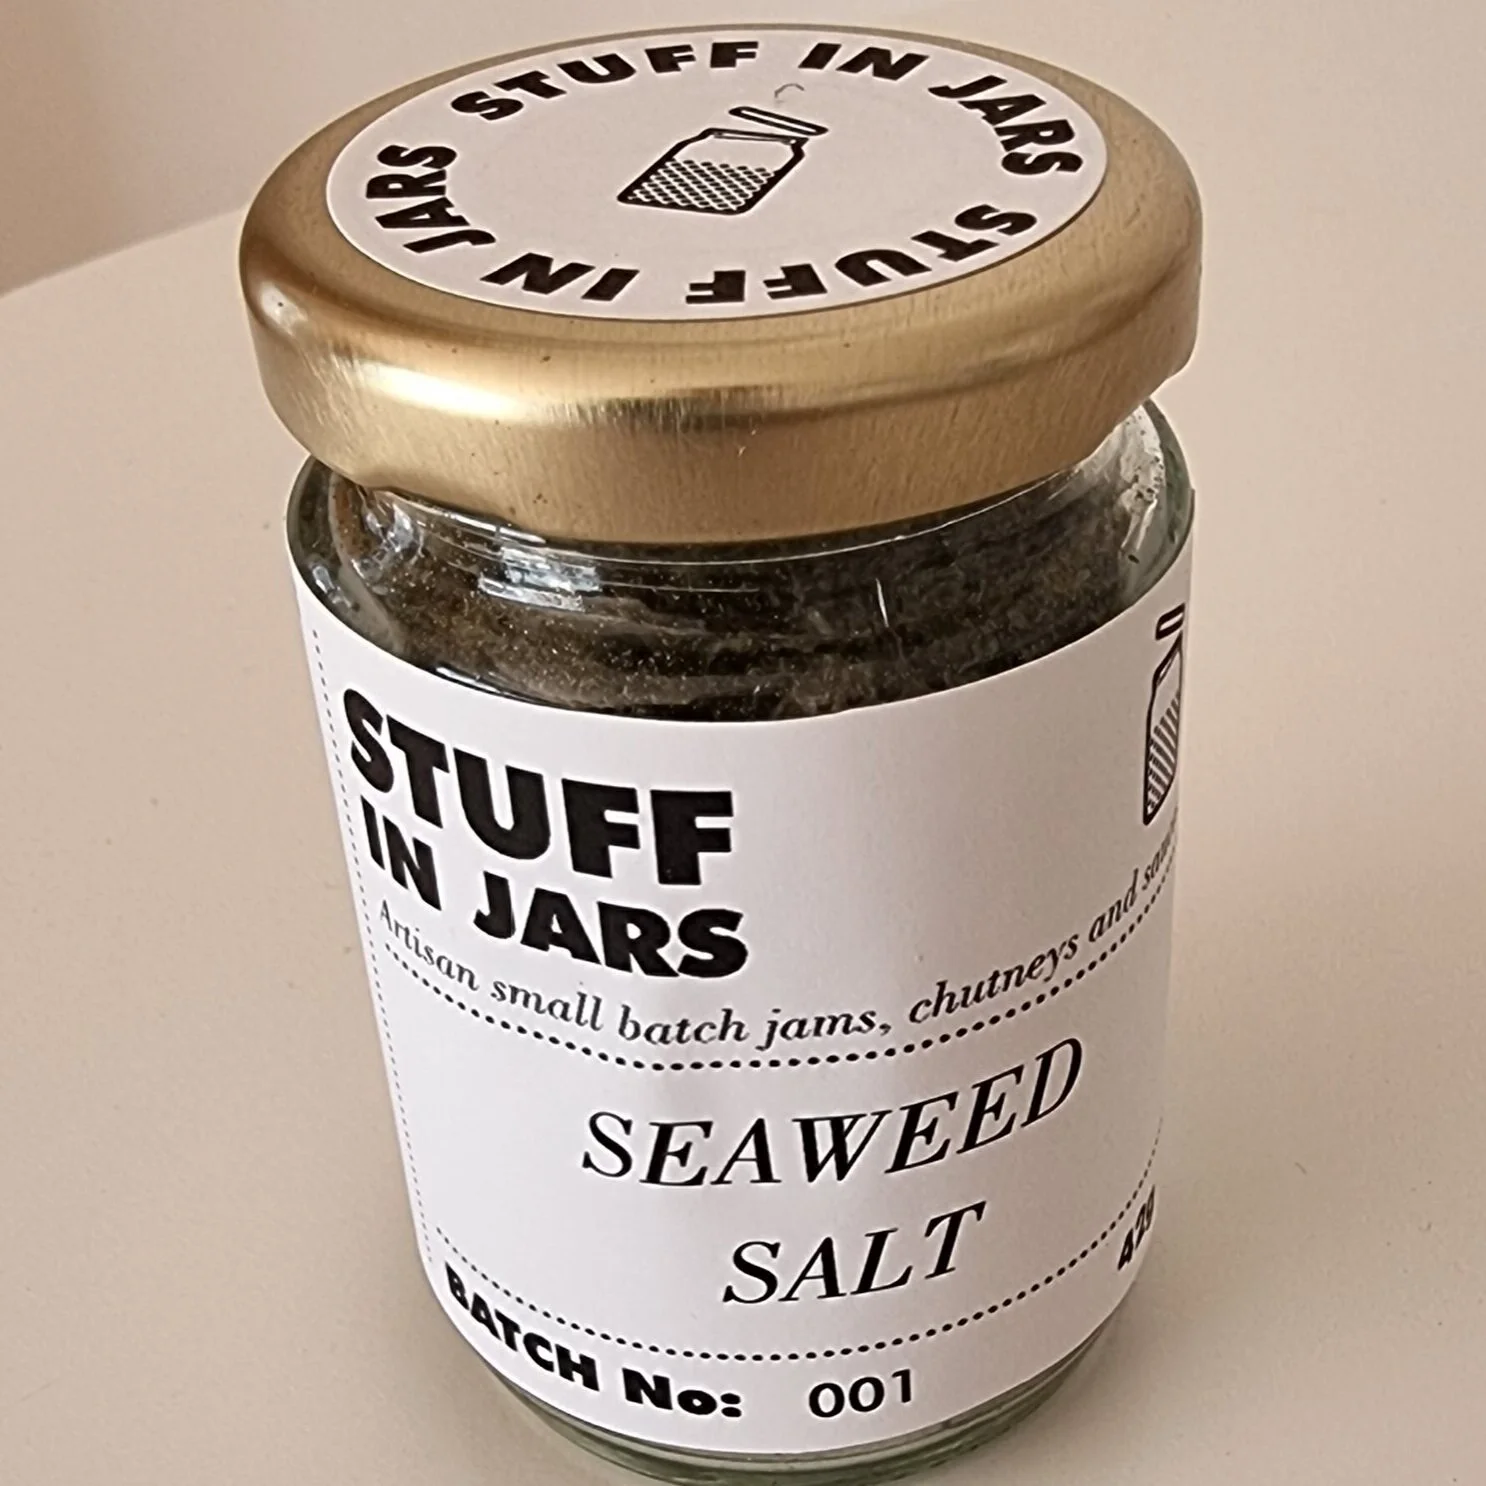 STUFF IN JARS
STUFF IN JARS
STUFF
IN JARS
Artisan small batch jams, chutneys and
SEAWEED
SALT
42g
BATCH No: 001